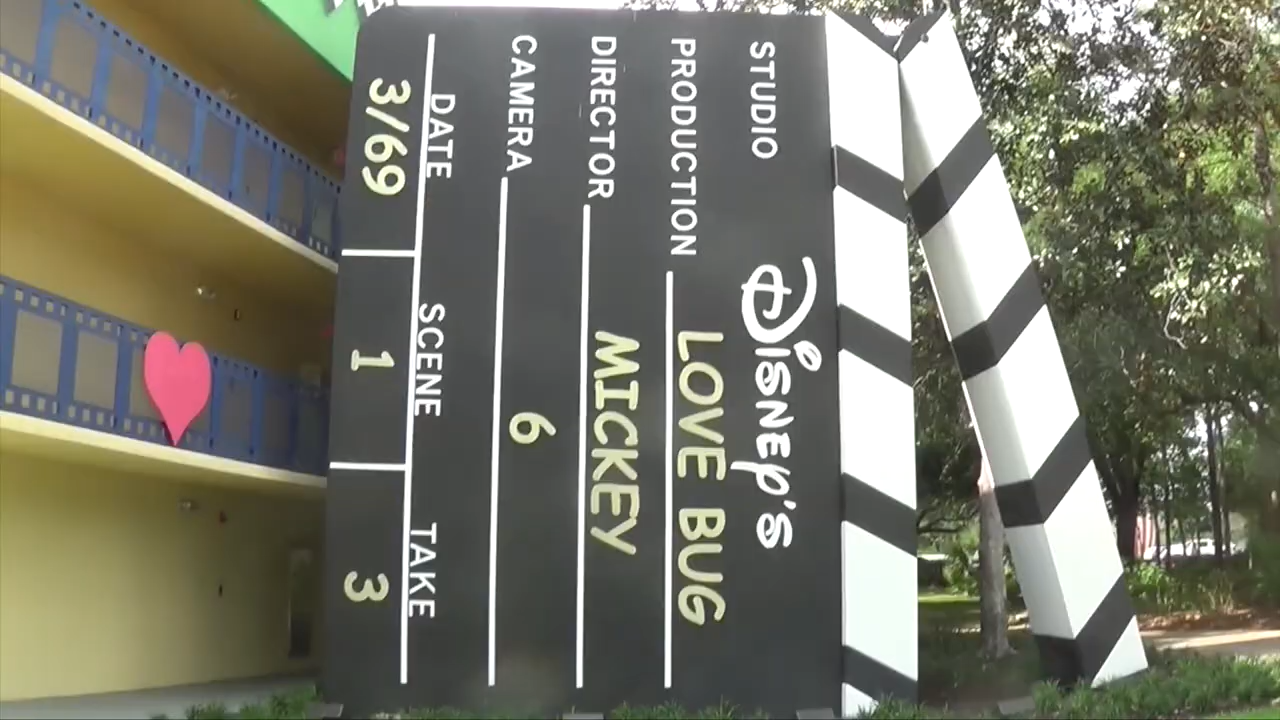 STUDIO DISNEY'S
PRODUCTION LOVE BUG
DIRECTOR MICKEY
CAMERA 6
DATE SCENE TAKE
3/69 1 3